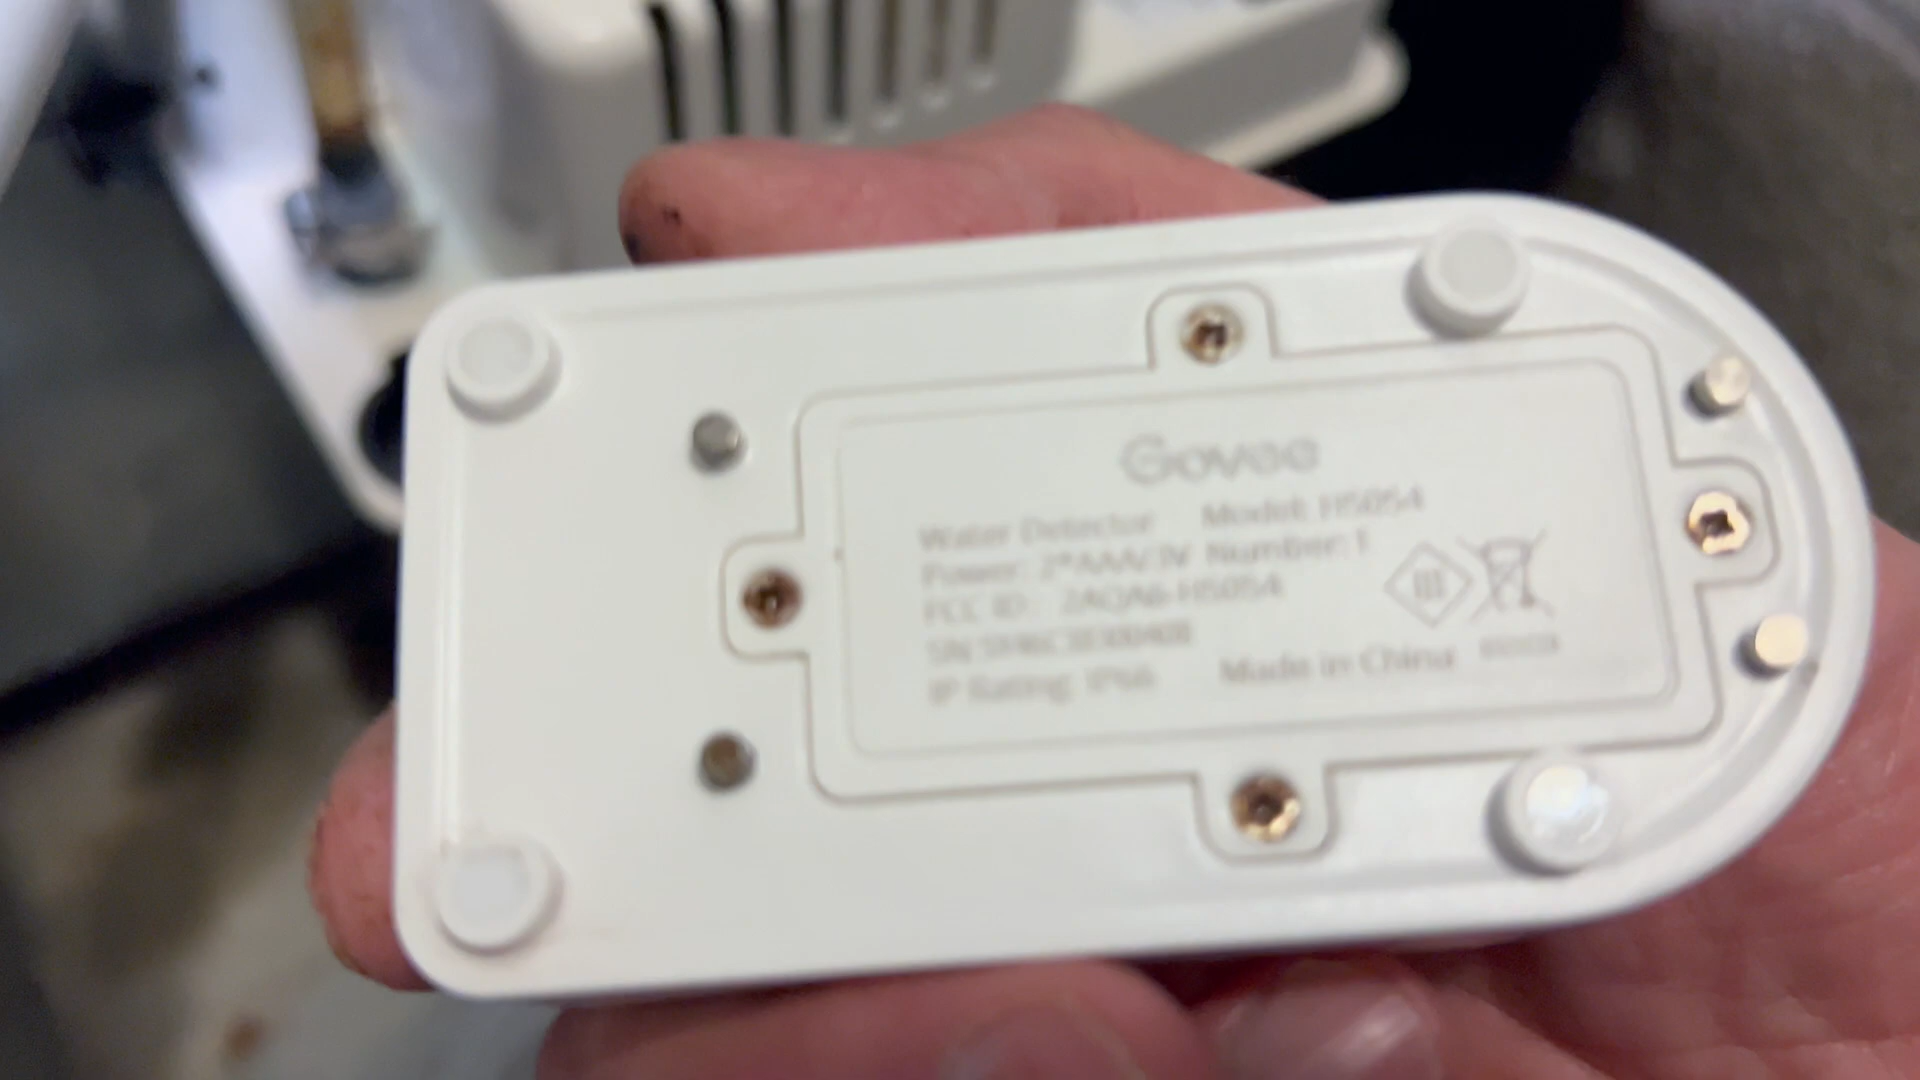 Govee
Water Detector Model: H5054
Power: 2*AAA/3V Number: 1
FCC ID: 2AQA6-H5054
IP Rating: IP66 Made in China